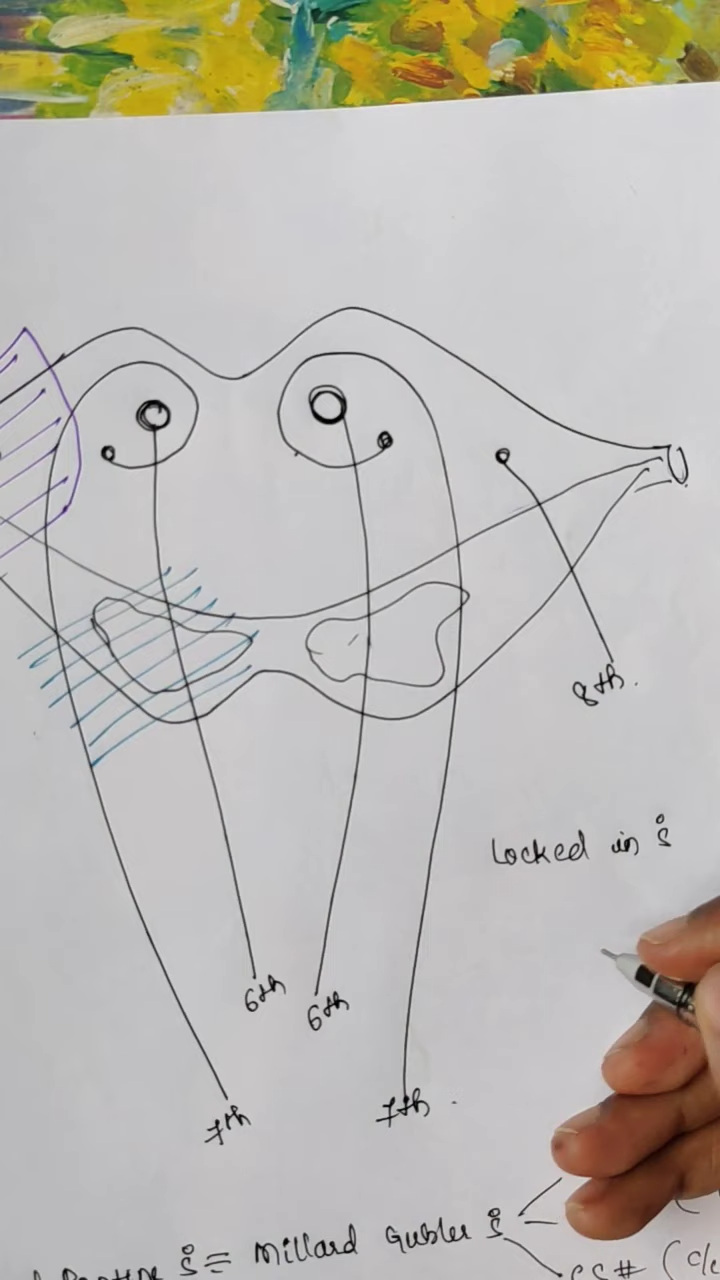 8th.
Locked in s̊
6th
6th
7th
7th.
s̊ = Millard Gubler s̊